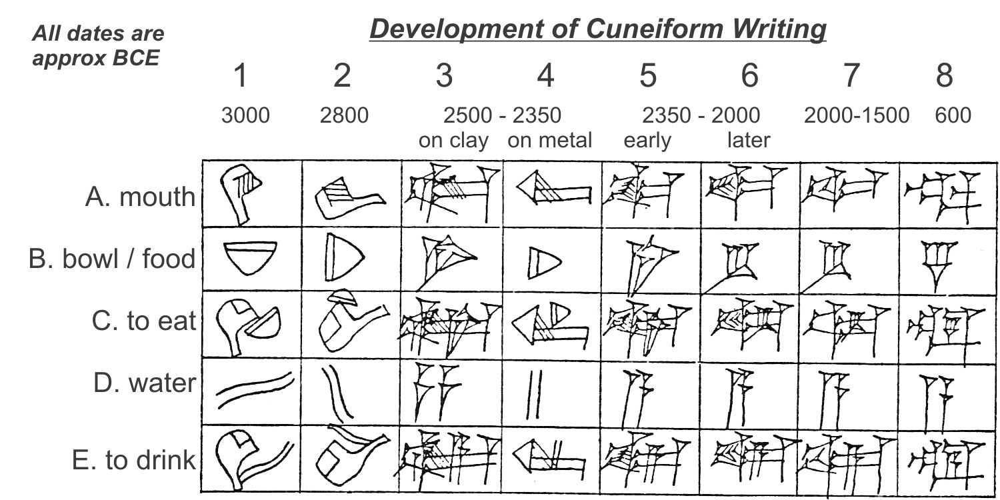 All dates are
approx BCE
Development of Cuneiform Writing
1 2 3 4 5 6 7 8
3000 2800 2500 - 2350 2350 - 2000 2000-1500 600
on clay on metal early later
A. mouth
B. bowl / food
C. to eat
D. water
E. to drink